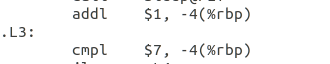 addl $1, -4(%rbp)
.L3:
cmpl $7, -4(%rbp)